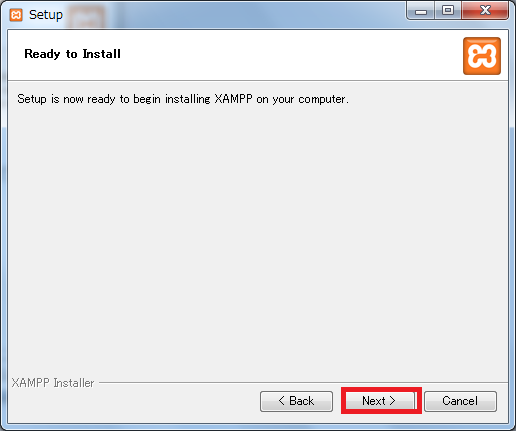 Setup
Ready to Install
Setup is now ready to begin installing XAMPP on your computer.
XAMPP Installer
< Back
Next >
Cancel